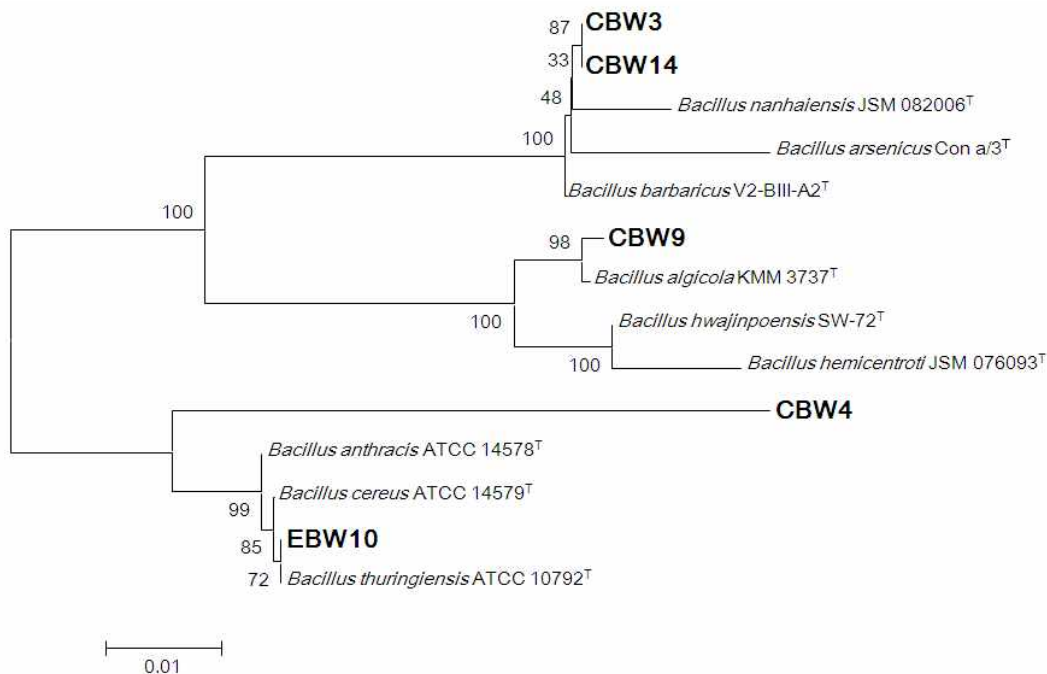 87
CBW3
33
CBW14
48
Bacillus nanhaiensis JSM 082006ᵀ
100
Bacillus arsenicus Con a/3ᵀ
Bacillus barbaricus V2-BIII-A2ᵀ
100
98
CBW9
Bacillus algicola KMM 3737ᵀ
100
Bacillus hwajinpoensis SW-72ᵀ
100
Bacillus hemicentroti JSM 076093ᵀ
CBW4
Bacillus anthracis ATCC 14578ᵀ
Bacillus cereus ATCC 14579ᵀ
99
85
EBW10
72
Bacillus thuringiensis ATCC 10792ᵀ
0.01